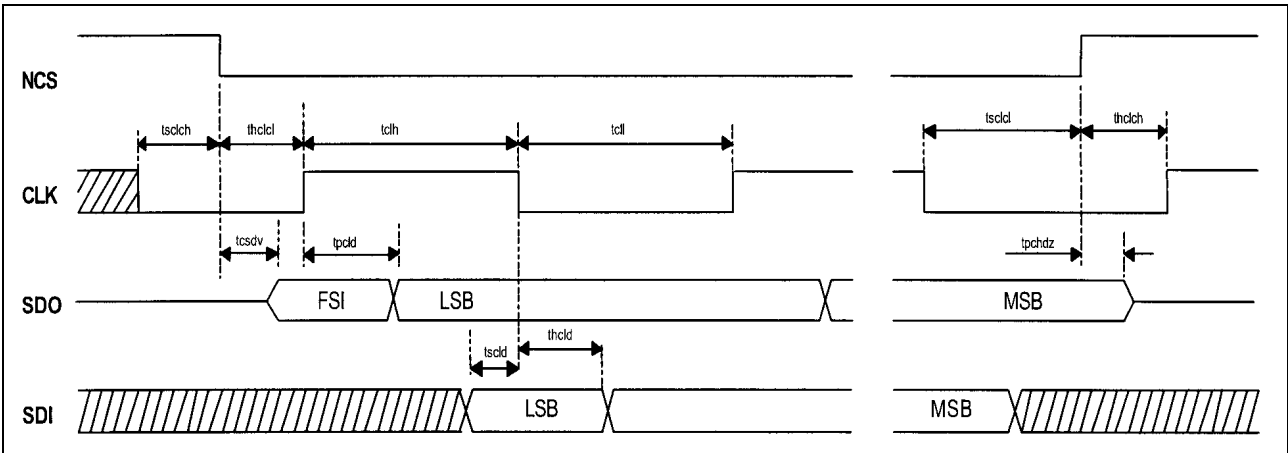 NCS
tsclch
thclcl
tclh
tcll
tsclcl
thclch
CLK
tcsdv
tpcld
tpchdz
SDO
FSI
LSB
MSB
tscld
thcld
SDI
LSB
MSB